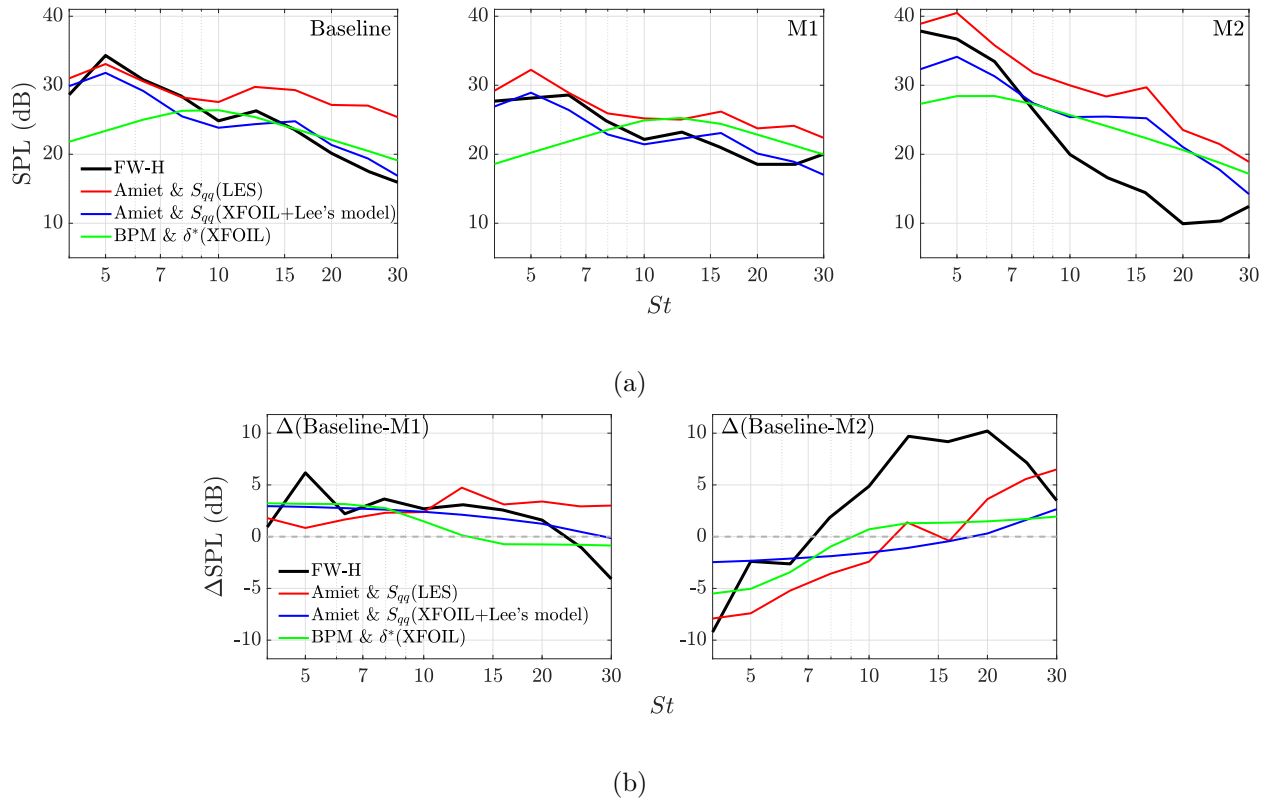 Baseline
M1
M2
SPL (dB)
40
30
20
10
FW-H
Amiet & S_qq(LES)
Amiet & S_qq(XFOIL+Lee's model)
BPM & δ*(XFOIL)
5 7 10 15 20 30
40
30
20
10
5 7 10 15 20 30
40
30
20
10
5 7 10 15 20 30
St
(a)
Δ(Baseline-M1)
Δ(Baseline-M2)
ΔSPL (dB)
10
5
0
-5
-10
FW-H
Amiet & S_qq(LES)
Amiet & S_qq(XFOIL+Lee's model)
BPM & δ*(XFOIL)
5 7 10 15 20 30
10
5
0
-5
-10
5 7 10 15 20 30
St
(b)